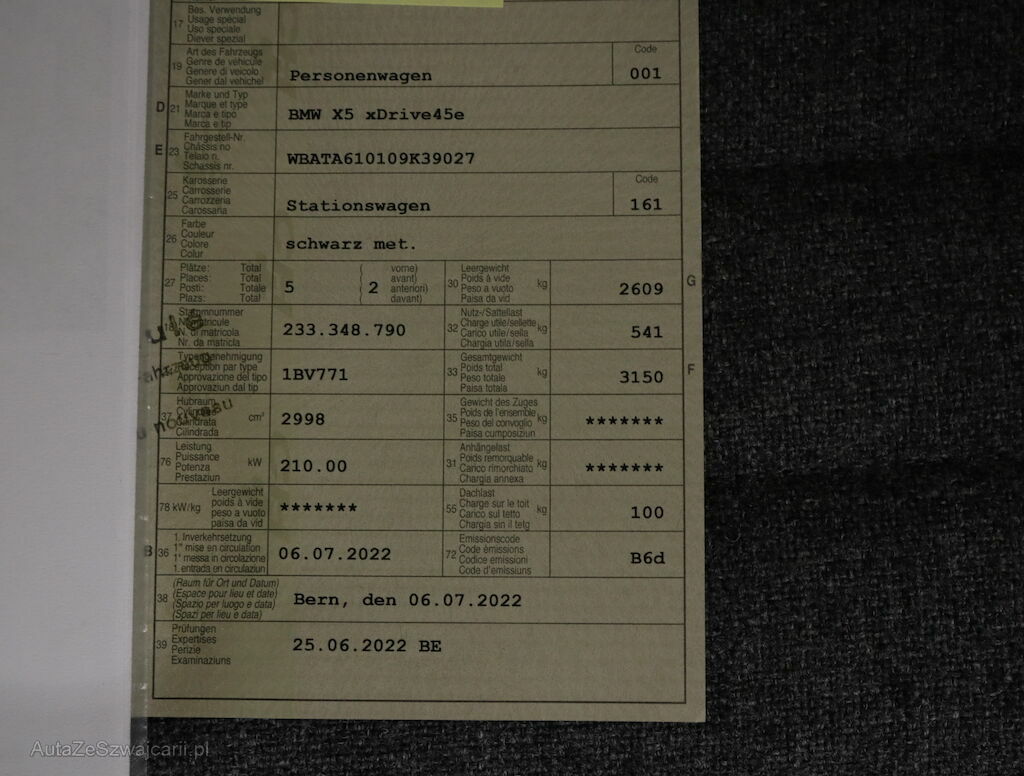 17 Bes. Verwendung
Usage spécial
Uso speciale
Diever spezial
19 Art des Fahrzeugs
Genre de véhicule
Genere di veicolo
Gener dal vehichel
Personenwagen
Code
001
D 21 Marke und Typ
Marque et type
Marca e tipo
Marca e tip
BMW X5 xDrive45e
E 23 Fahrgestell-Nr.
Châssis no
Telaio n.
Schassis nr.
WBATA610109K39027
25 Karosserie
Carrosserie
Carrozzeria
Carossaria
Stationswagen
Code
161
26 Farbe
Couleur
Colore
Colur
schwarz met.
27 Plätze: Total
Places: Total
Posti: Totale
Plazs: Total
5
( vorne)
( avant)
( anteriori)
( davant)
2
30 Leergewicht
Poids à vide
Peso a vuoto
Paisa da vid
kg
2609
G
18 Stammnummer
N° matricule
N. di matricola
Nr. da matricla
233.348.790
32 Nutz-/Sattellast
Charge utile/sellette
Carico utile/sella
Chargia utila/sella
kg
541
Typengenehmigung
Réception par type
Approvazione del tipo
Approvaziun dal tip
1BV771
33 Gesamtgewicht
Poids total
Peso totale
Paisa totala
kg
3150
F
37 Hubraum
Cylindrée
Cilindrata
Cilindrada
cm³
2998
35 Gewicht des Zuges
Poids de l'ensemble
Peso del convoglio
Paisa cumposiziun
kg
*******
76 Leistung
Puissance
Potenza
Prestaziun
kW
210.00
31 Anhängelast
Poids remorquable
Carico rimorchiato
Chargia annexa
kg
*******
78 kW/kg
Leergewicht
poids à vide
peso a vuoto
paisa da vid
*******
55 Dachlast
Charge sur le toit
Carico sul tetto
Chargia sin il tetg
kg
100
B 36 1. Inverkehrsetzung
1re mise en circulation
1a messa in circolazione
1. entrada en circulaziun
06.07.2022
72 Emissionscode
Code émissions
Codice emissioni
Code d'emissiuns
B6d
38 (Raum für Ort und Datum)
(Espace pour lieu et date)
(Spazio per luogo e data)
(Spazi per lieu e data)
Bern, den 06.07.2022
39 Prüfungen
Expertises
Perizie
Examinaziuns
25.06.2022 BE
AutaZeSzwajcarii.pl